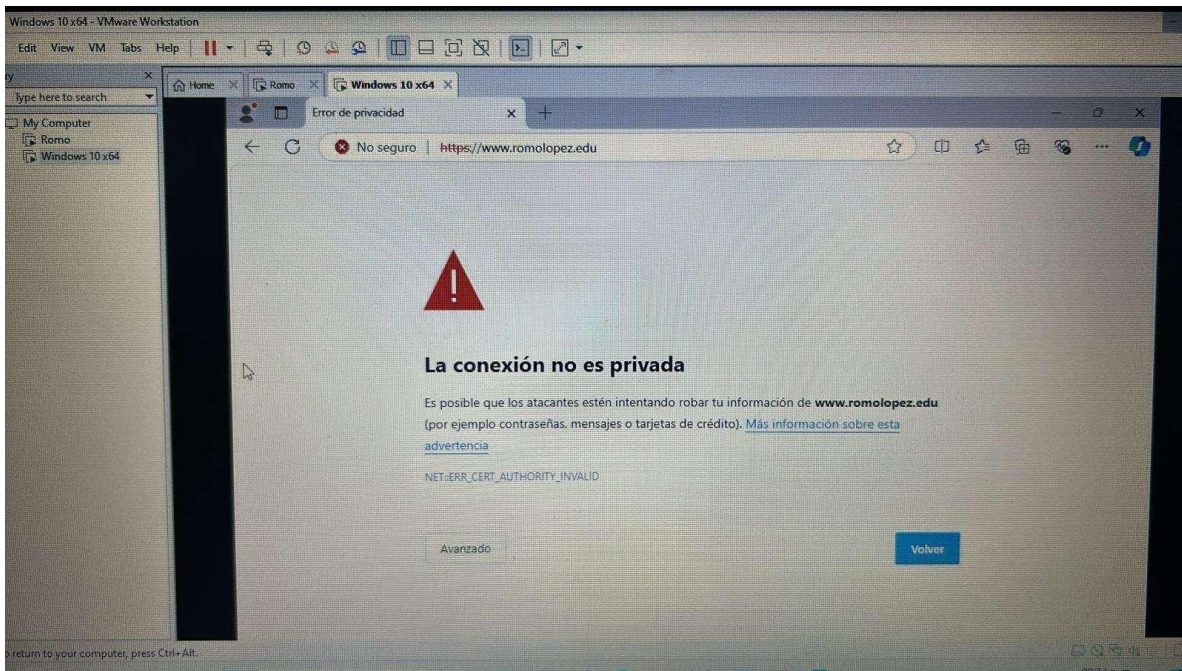 Windows 10 x64 - VMware Workstation
Edit View VM Tabs Help
Type here to search
My Computer
Romo
Windows 10 x64
Home
Romo
Windows 10 x64
Error de privacidad
No seguro
https://www.romolopez.edu
La conexión no es privada
Es posible que los atacantes estén intentando robar tu información de www.romolopez.edu
(por ejemplo contraseñas, mensajes o tarjetas de crédito). Más información sobre esta
advertencia
NET::ERR_CERT_AUTHORITY_INVALID
Avanzado
Volver
return to your computer, press Ctrl+Alt.